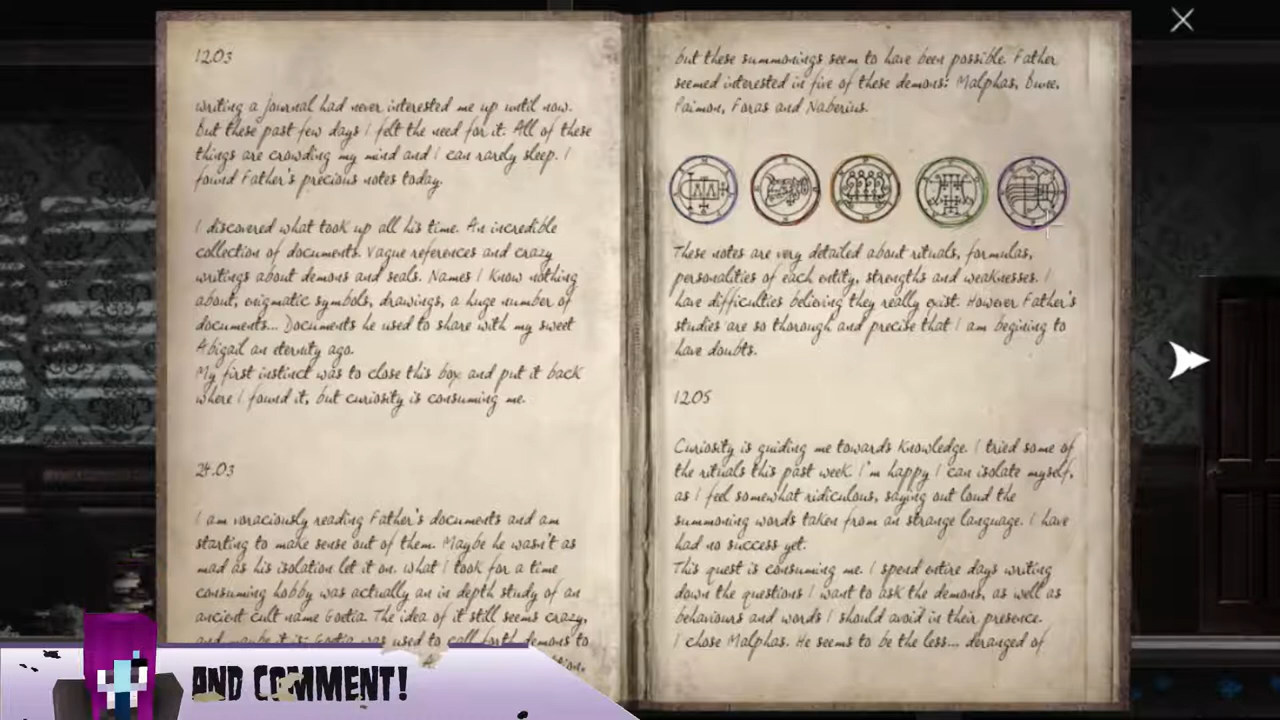 12.03
writing a journal had never interested me up until now.
But these past few days I felt the need for it. All of these
things are crowding my mind and I can rarely sleep. I
found Father's precious notes today.
I discovered what took up all his time. An incredible
collection of documents. Vague references and crazy
writings about demons and seals. Names I know nothing
about, enigmatic symbols, drawings, a huge number of
documents... Documents he used to share with my sweet
Abigail an eternity ago.
My first instinct was to close this box and put it back
where I found it, but curiosity is consuming me.
24.03
I am voraciously reading Father's documents and am
starting to make sense out of them. Maybe he wasn't as
mad as his isolation let it on. what I took for a time
consuming hobby was actually an in depth study of an
ancient cult name Goetia. The idea of it still seems crazy,
and maybe it is: Goetia was used to call forth demons to
but these summonings seem to have been possible. Father
seemed interested in five of these demons: Malphas, Bune,
Paimon, Foras and Naberius.
These notes are very detailed about rituals, formulas,
personalities of each entity, strengths and weaknesses. I
have difficulties believing they really exist. However Father's
studies are so thorough and precise that I am begining to
have doubts.
12.05
Curiosity is guiding me towards knowledge. I tried some of
the rituals this past week. I'm happy I can isolate myself,
as I feel somewhat ridiculous, saying out loud the
summoning words taken from an strange language. I have
had no success yet.
This quest is consuming me. I spend entire days writing
down the questions I want to ask the demons, as well as
behaviours and words I should avoid in their presence.
I chose Malphas. He seems to be the less... deranged of
AND COMMENT!